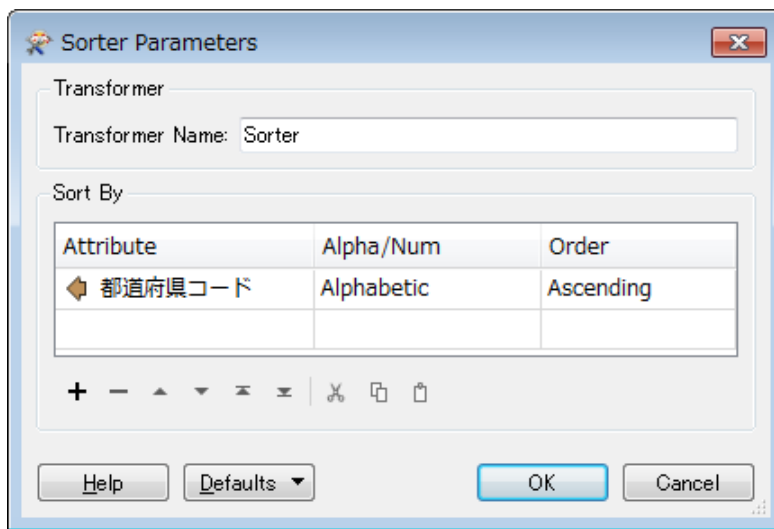 Sorter Parameters
Transformer
Transformer Name: Sorter
Sort By
Attribute Alpha/Num Order
都道府県コード Alphabetic Ascending
Help Defaults OK Cancel